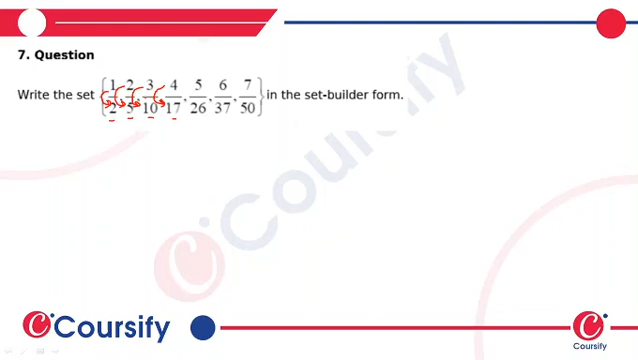 7. Question
Write the set {1/2, 2/5, 3/10, 4/17, 5/26, 6/37, 7/50} in the set-builder form.
Coursify
Coursify
Coursify